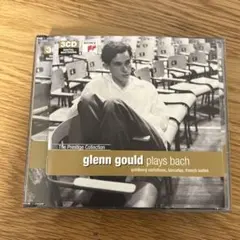 3CD
The Prestige Collection
glenn gould plays bach
goldberg variations, toccatas, french suites